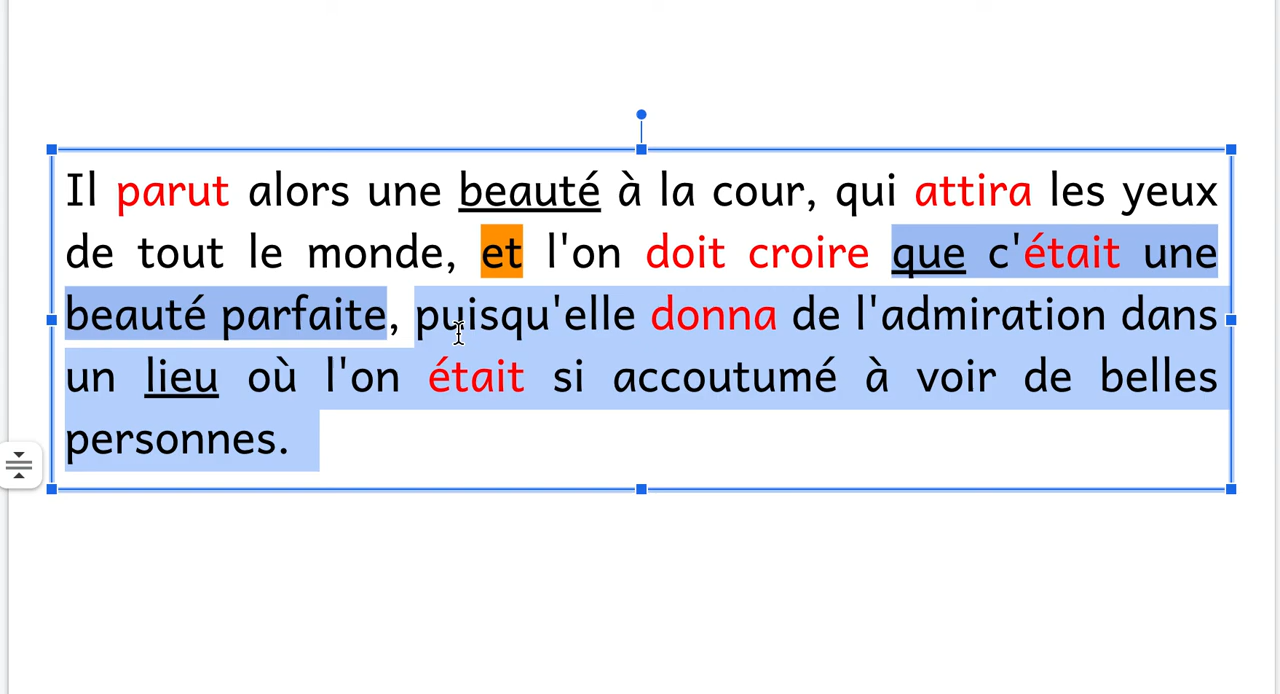 Il parut alors une beauté à la cour, qui attira les yeux
de tout le monde, et l'on doit croire que c'était une
beauté parfaite, puisqu'elle donna de l'admiration dans
un lieu où l'on était si accoutumé à voir de belles
personnes.